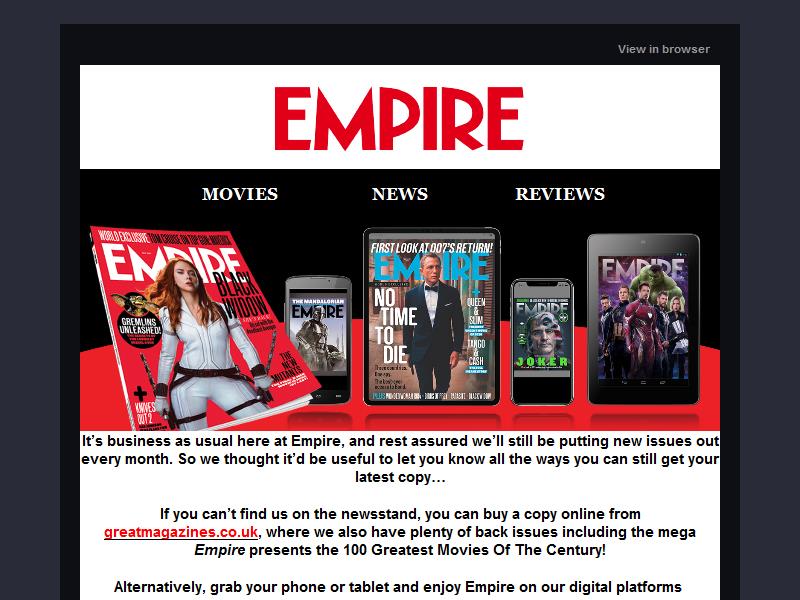 View in browser
EMPIRE
MOVIES NEWS REVIEWS
WORLD EXCLUSIVE TOM CRUISE ON TOP GUN: MAVERICK
EMPIRE
BLACK
WIDOW
GREMLINS
UNLEASHED!
THE NEW
MUTANTS
+
KNIVES
OUT 2
THE MANDALORIAN
EMPIRE
FIRST LOOK AT 007'S RETURN!
EMPIRE
NO
TIME
TO
DIE
+
QUEEN
& SLIM
TANGO
& CASH
EMPIRE
JOKER
EMPIRE
It’s business as usual here at Empire, and rest assured we’ll still be putting new issues out
every month. So we thought it’d be useful to let you know all the ways you can still get your
latest copy…
If you can’t find us on the newsstand, you can buy a copy online from
greatmagazines.co.uk, where we also have plenty of back issues including the mega
Empire presents the 100 Greatest Movies Of The Century!
Alternatively, grab your phone or tablet and enjoy Empire on our digital platforms